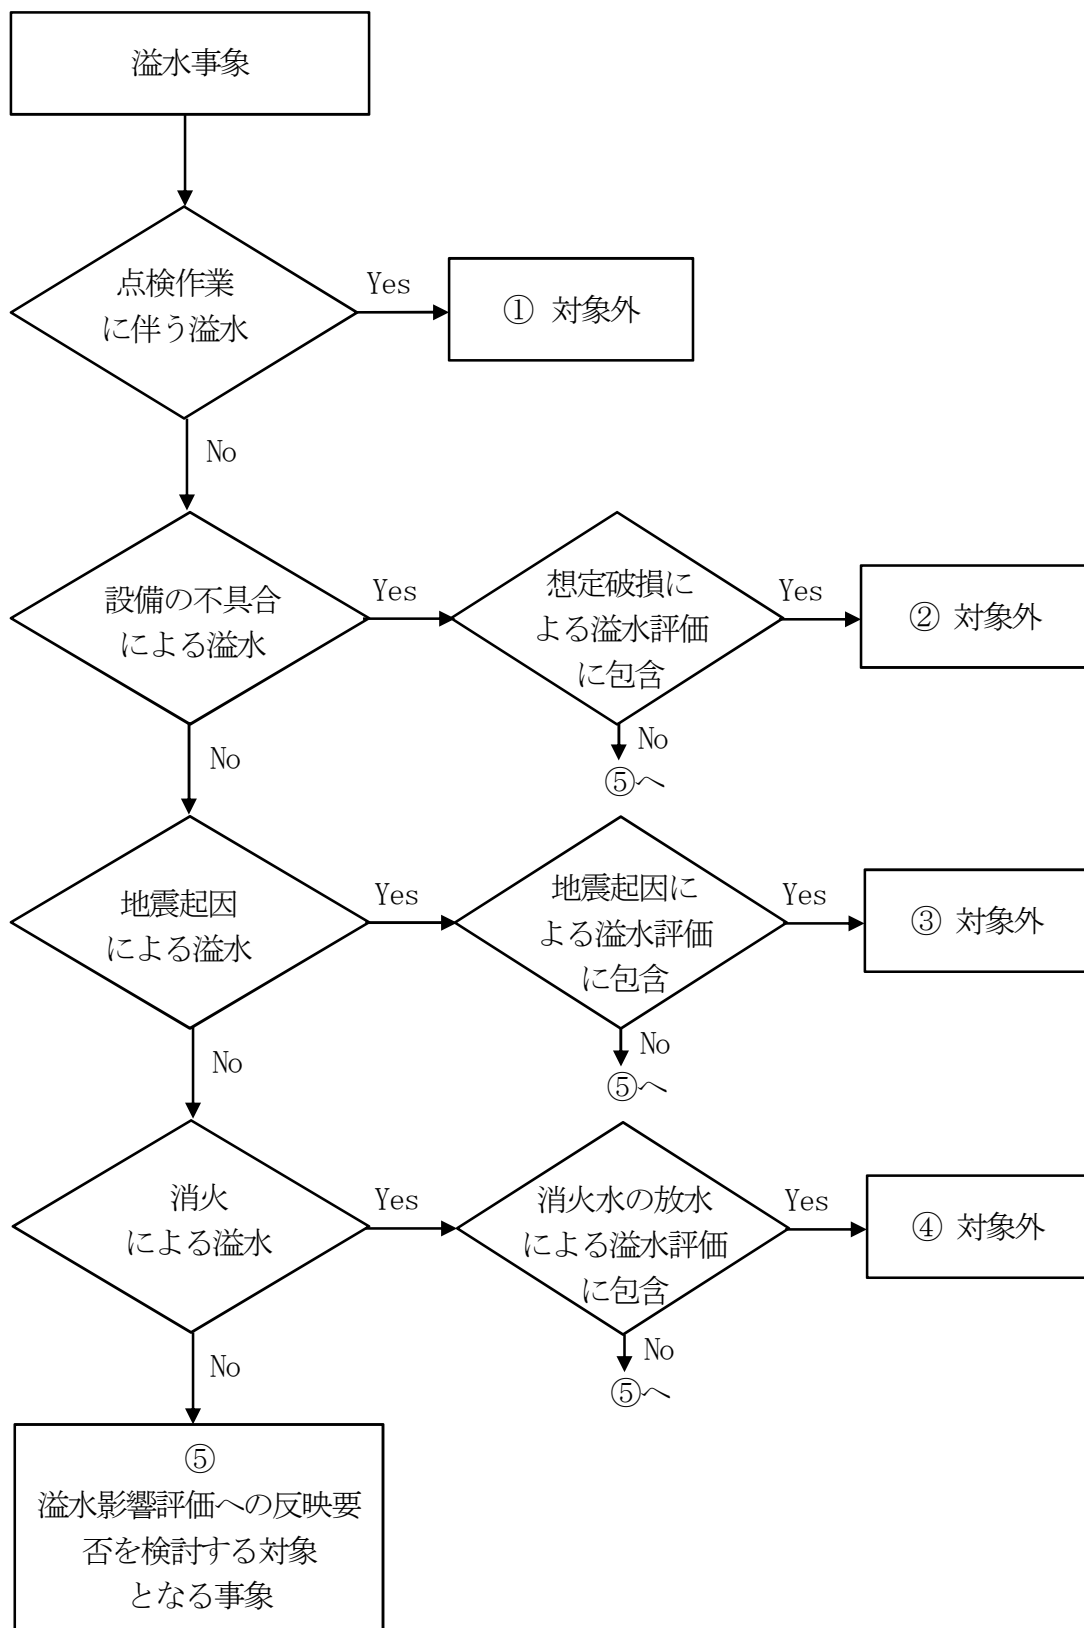 溢水事象
点検作業
に伴う溢水
Yes
① 対象外
No
設備の不具合
による溢水
Yes
想定破損に
よる溢水評価
に包含
Yes
② 対象外
No
⑤へ
No
地震起因
による溢水
Yes
地震起因に
よる溢水評価
に包含
Yes
③ 対象外
No
⑤へ
No
消火
による溢水
Yes
消火水の放水
による溢水評価
に包含
Yes
④ 対象外
No
⑤へ
No
⑤
溢水影響評価への反映要
否を検討する対象
となる事象